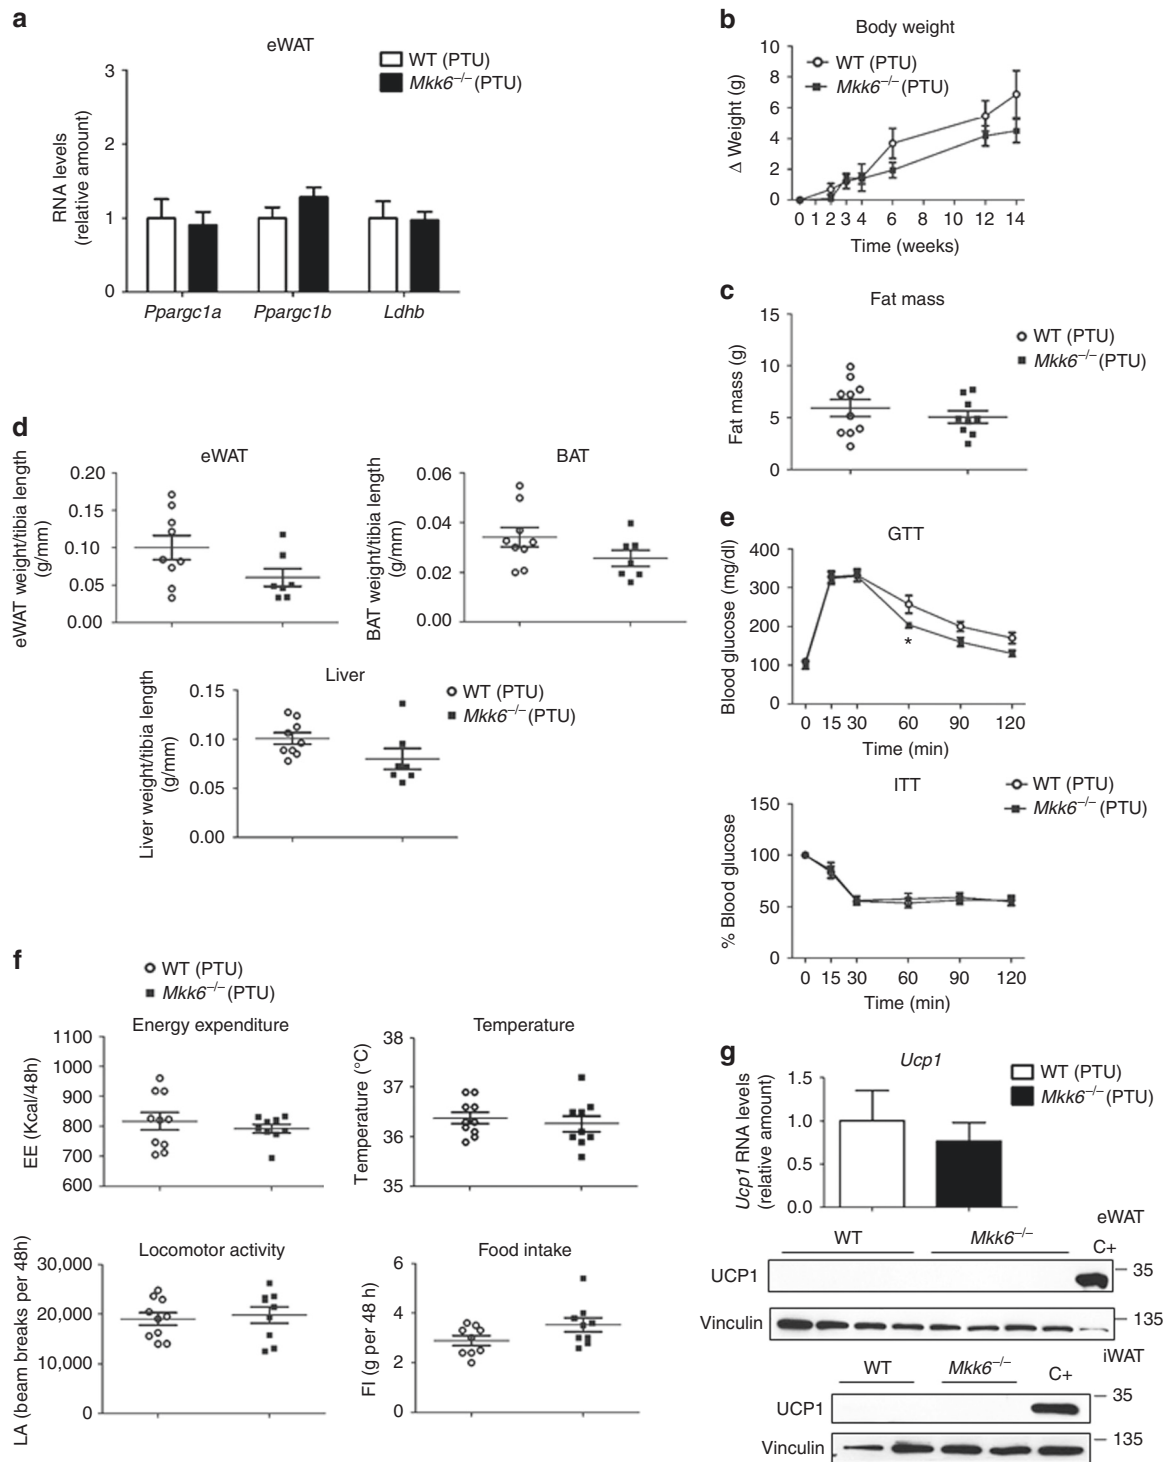 a
eWAT
WT (PTU)
Mkk6–/– (PTU)
RNA levels
(relative amount)
3
2
1
0
Ppargc1a Ppargc1b Ldhb
b
Body weight
WT (PTU)
Mkk6–/– (PTU)
Δ Weight (g)
10
8
6
4
2
0
0 1 2 3 4 6 8 10 12 14
Time (weeks)
c
Fat mass
WT (PTU)
Mkk6–/– (PTU)
Fat mass (g)
15
10
5
0
d
eWAT
eWAT weight/tibia length
(g/mm)
0.20
0.15
0.10
0.05
0.00
BAT
BAT weight/tibia length
(g/mm)
0.06
0.04
0.02
0.00
Liver
WT (PTU)
Mkk6–/– (PTU)
Liver weight/tibia length
(g/mm)
0.15
0.10
0.05
0.00
e
GTT
Blood glucose (mg/dl)
400
300
200
100
0
*
0 15 30 60 90 120
Time (min)
ITT
WT (PTU)
Mkk6–/– (PTU)
% Blood glucose
150
100
50
0
0 15 30 60 90 120
Time (min)
f
WT (PTU)
Mkk6–/– (PTU)
Energy expenditure
EE (Kcal/48h)
1100
1000
900
800
700
600
Temperature
Temperature (°C)
38
37
36
35
Locomotor activity
LA (beam breaks per 48h)
30,000
20,000
10,000
0
Food intake
FI (g per 48 h)
6
4
2
0
g
Ucp1
WT (PTU)
Mkk6–/– (PTU)
Ucp1 RNA levels
(relative amount)
1.5
1.0
0.5
0.0
eWAT
WT Mkk6–/– C+
UCP1 35
Vinculin 135
iWAT
WT Mkk6–/– C+
UCP1 35
Vinculin 135